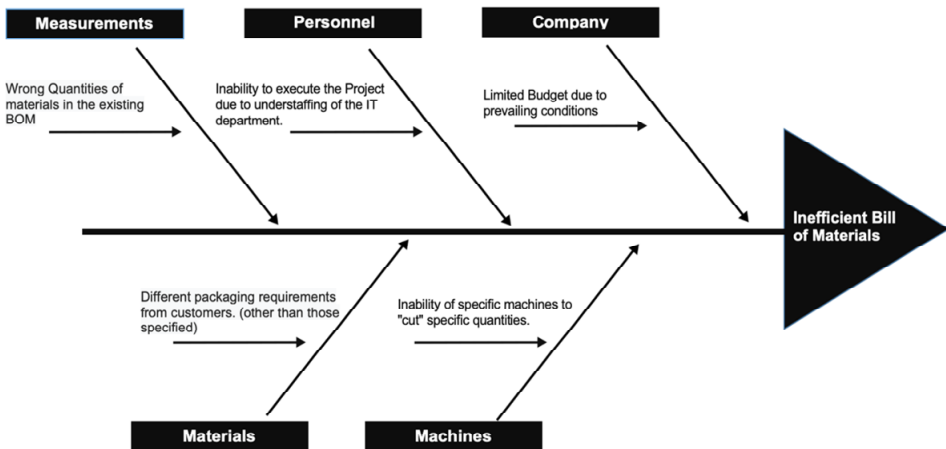 Measurements
Personnel
Company
Wrong Quantities of
materials in the existing
BOM
Inability to execute the Project
due to understaffing of the IT
department.
Limited Budget due to
prevailing conditions
Inefficient Bill
of Materials
Different packaging requirements
from customers. (other than those
specified)
Inability of specific machines to
"cut" specific quantities.
Materials
Machines